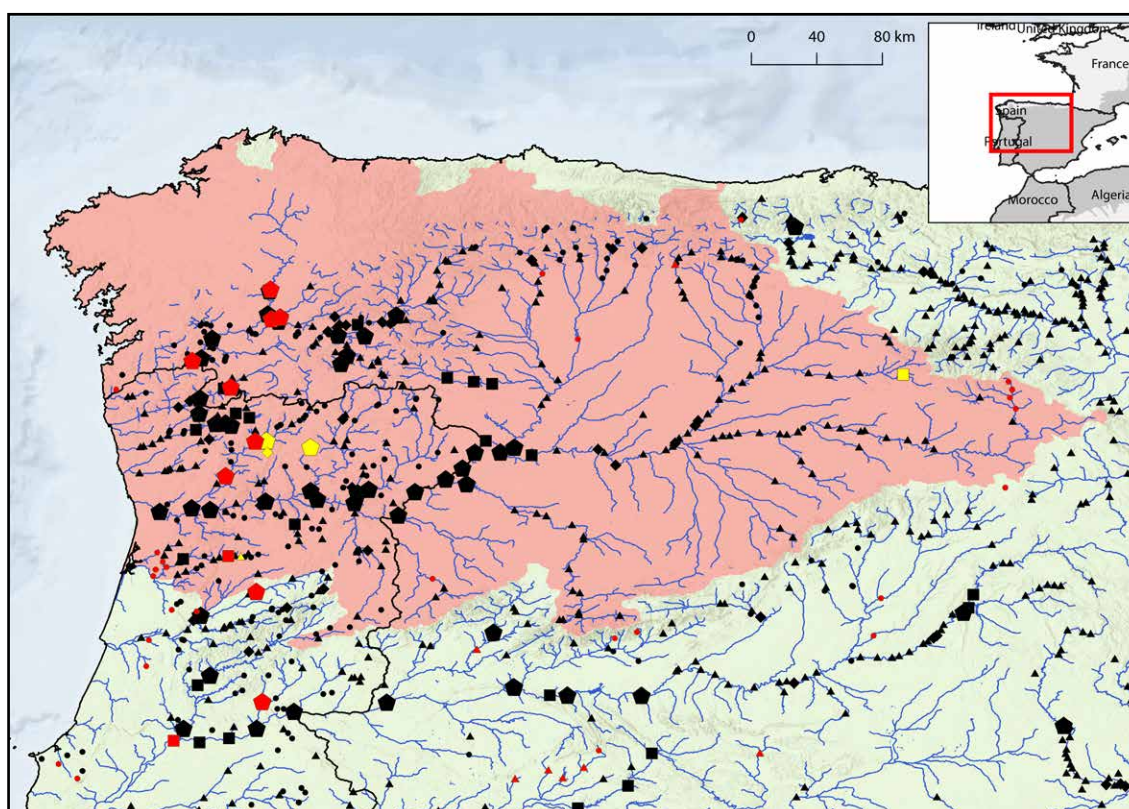 0 40 80 km
Ireland
United Kingdom
France
Spain
Portugal
Morocco
Algeria